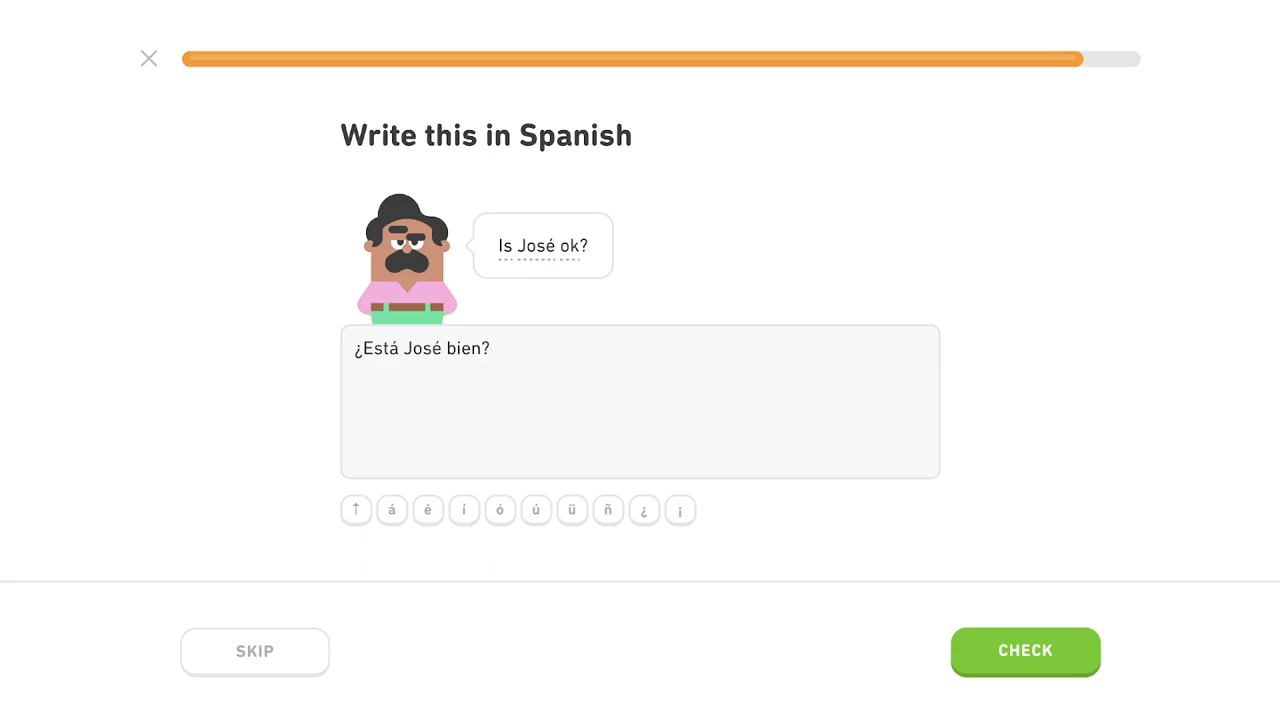 Write this in Spanish
Is José ok?
¿Está José bien?
↑ á é í ó ú ü ñ ¿ ¡
SKIP
CHECK